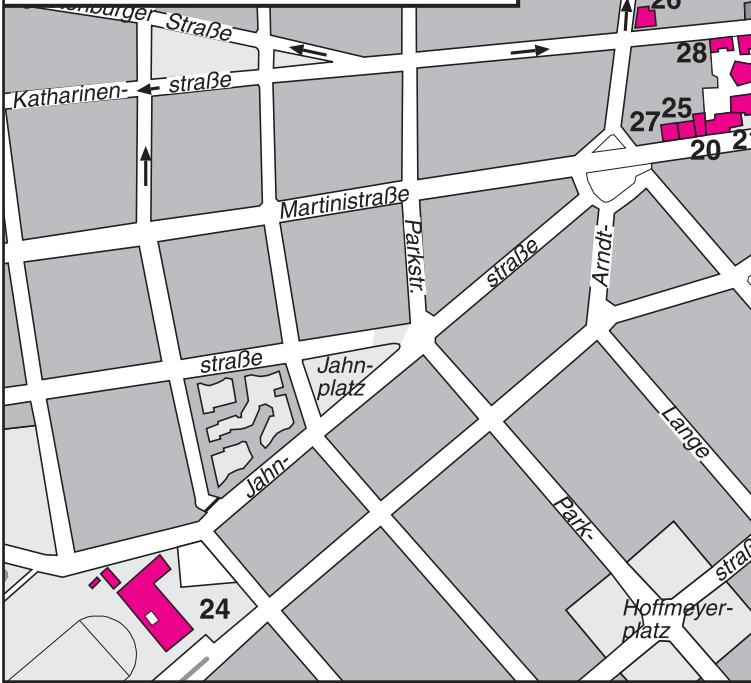 Straße
26
28
Katharinen-
straße
27
25
20
Martinistraße
Parkstr.
straße
Arndt-
straße
Jahn-
platz
Lange
Jahn-
Park-
24
Hoffmeyer-
platz